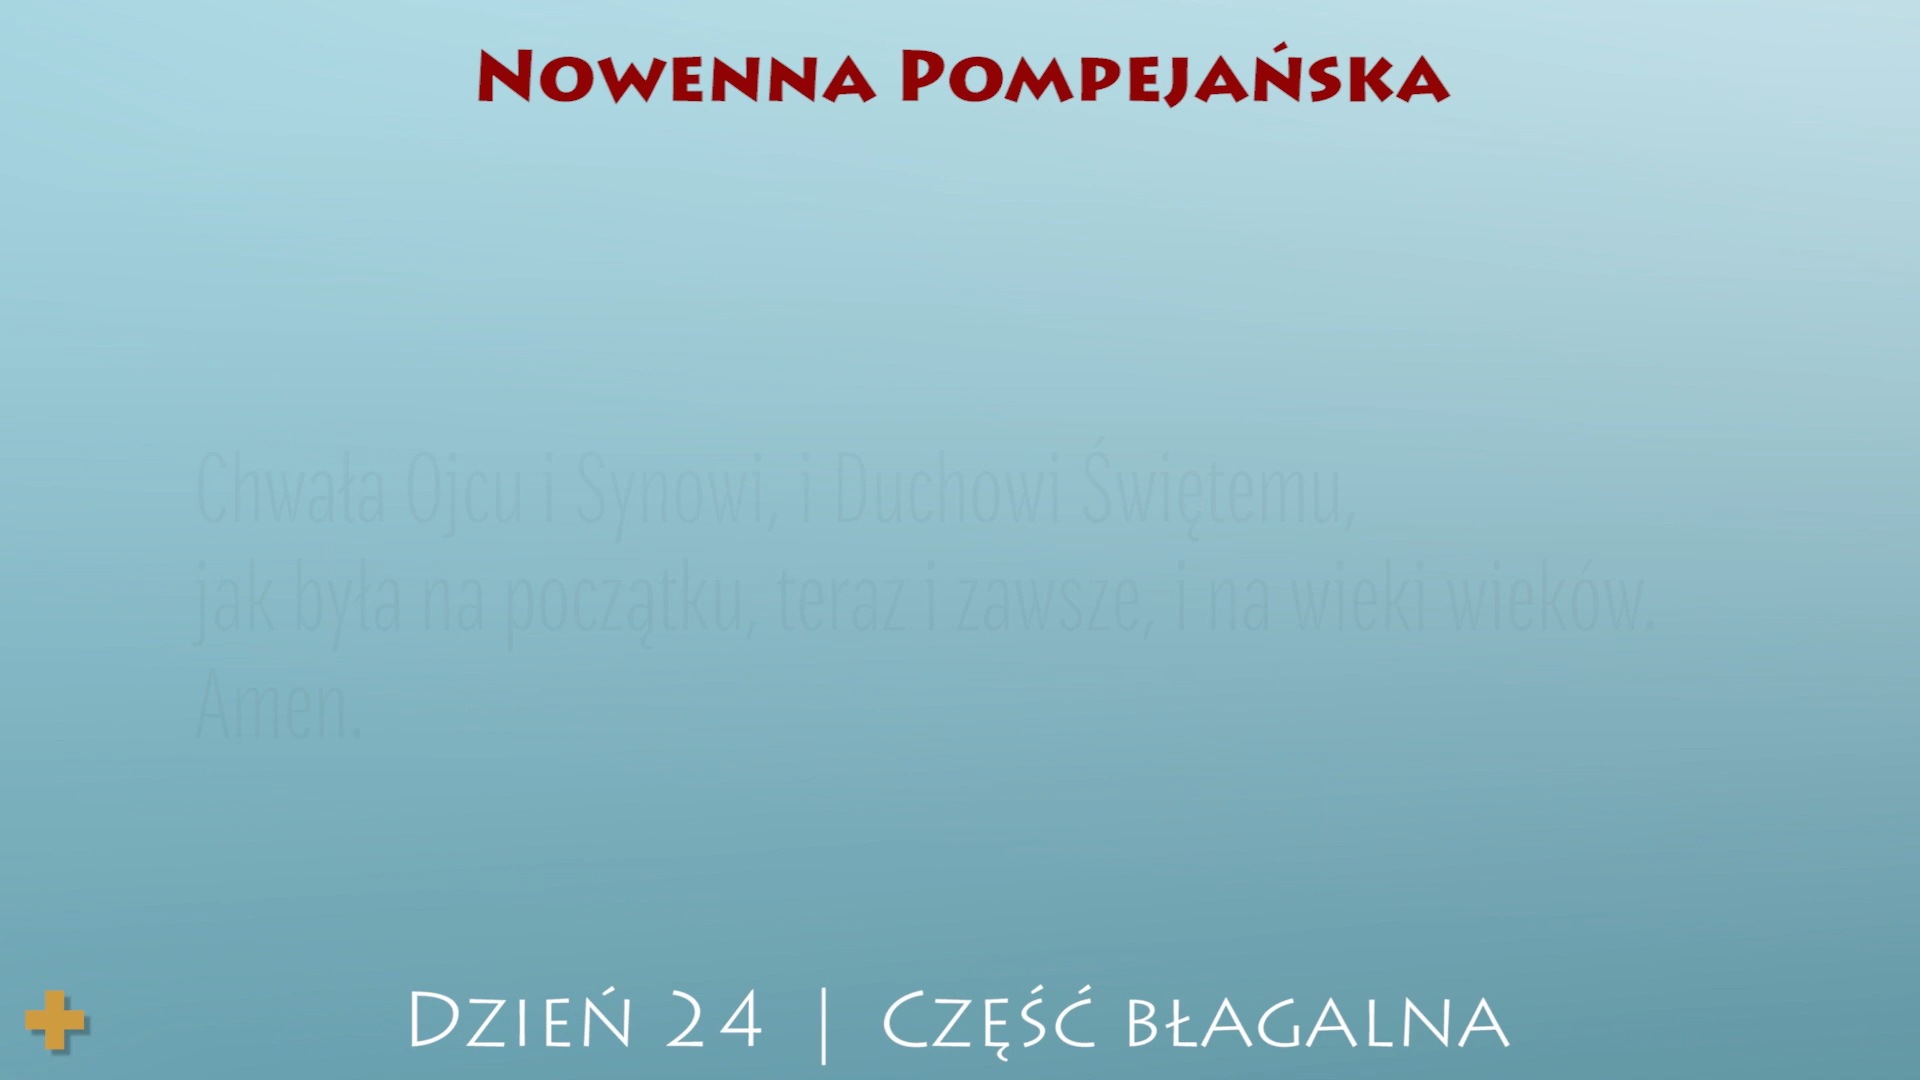 Nowenna Pompejańska
Chwała Ojcu i Synowi, i Duchowi Świętemu,
jak była na początku, teraz i zawsze, i na wieki wieków.
Amen.
Dzień 24 | Część błagalna